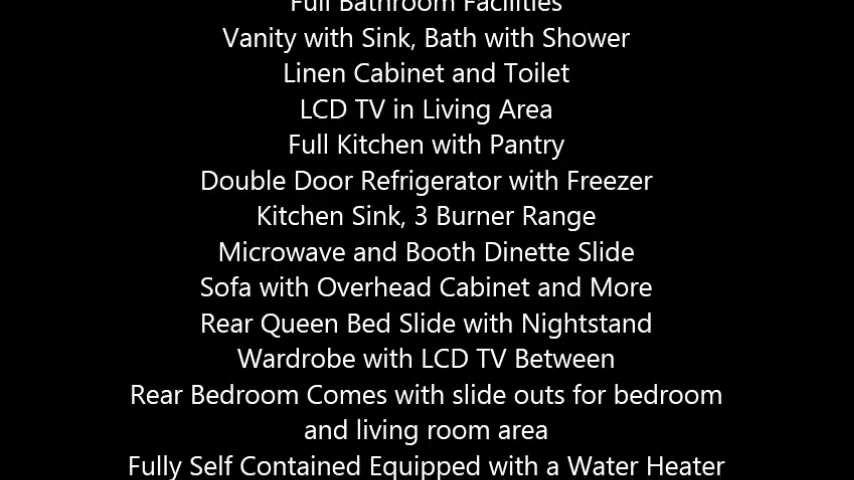 Full Bathroom Facilities
Vanity with Sink, Bath with Shower
Linen Cabinet and Toilet
LCD TV in Living Area
Full Kitchen with Pantry
Double Door Refrigerator with Freezer
Kitchen Sink, 3 Burner Range
Microwave and Booth Dinette Slide
Sofa with Overhead Cabinet and More
Rear Queen Bed Slide with Nightstand
Wardrobe with LCD TV Between
Rear Bedroom Comes with slide outs for bedroom
and living room area
Fully Self Contained Equipped with a Water Heater